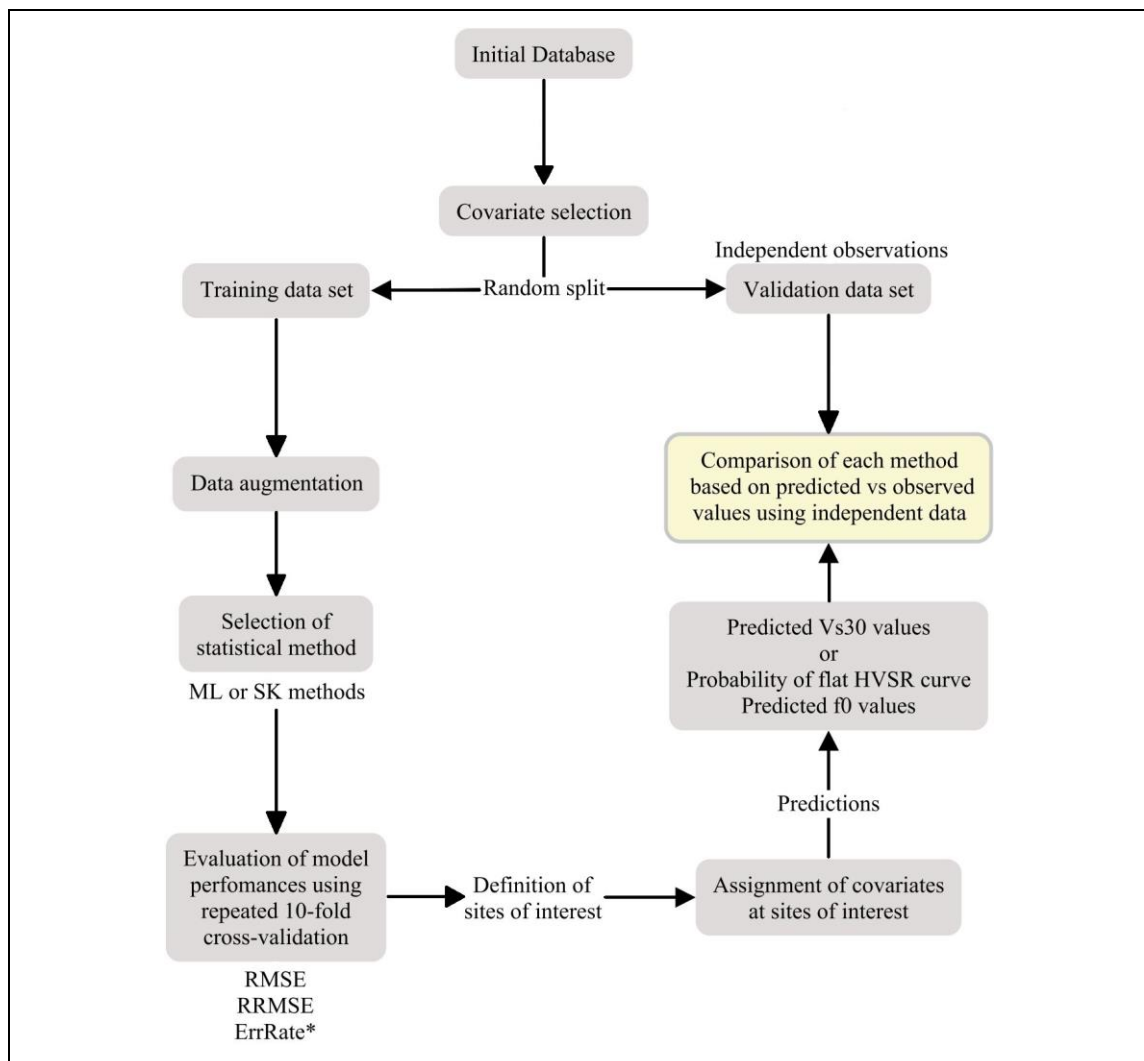 Initial Database
Covariate selection
Independent observations
Training data set
Random split
Validation data set
Data augmentation
Comparison of each method
based on predicted vs observed
values using independent data
Selection of
statistical method
ML or SK methods
Predicted Vs30 values
or
Probability of flat HVSR curve
Predicted f0 values
Predictions
Evaluation of model
perfomances using
repeated 10-fold
cross-validation
Definition of
sites of interest
Assignment of covariates
at sites of interest
RMSE
RRMSE
ErrRate*